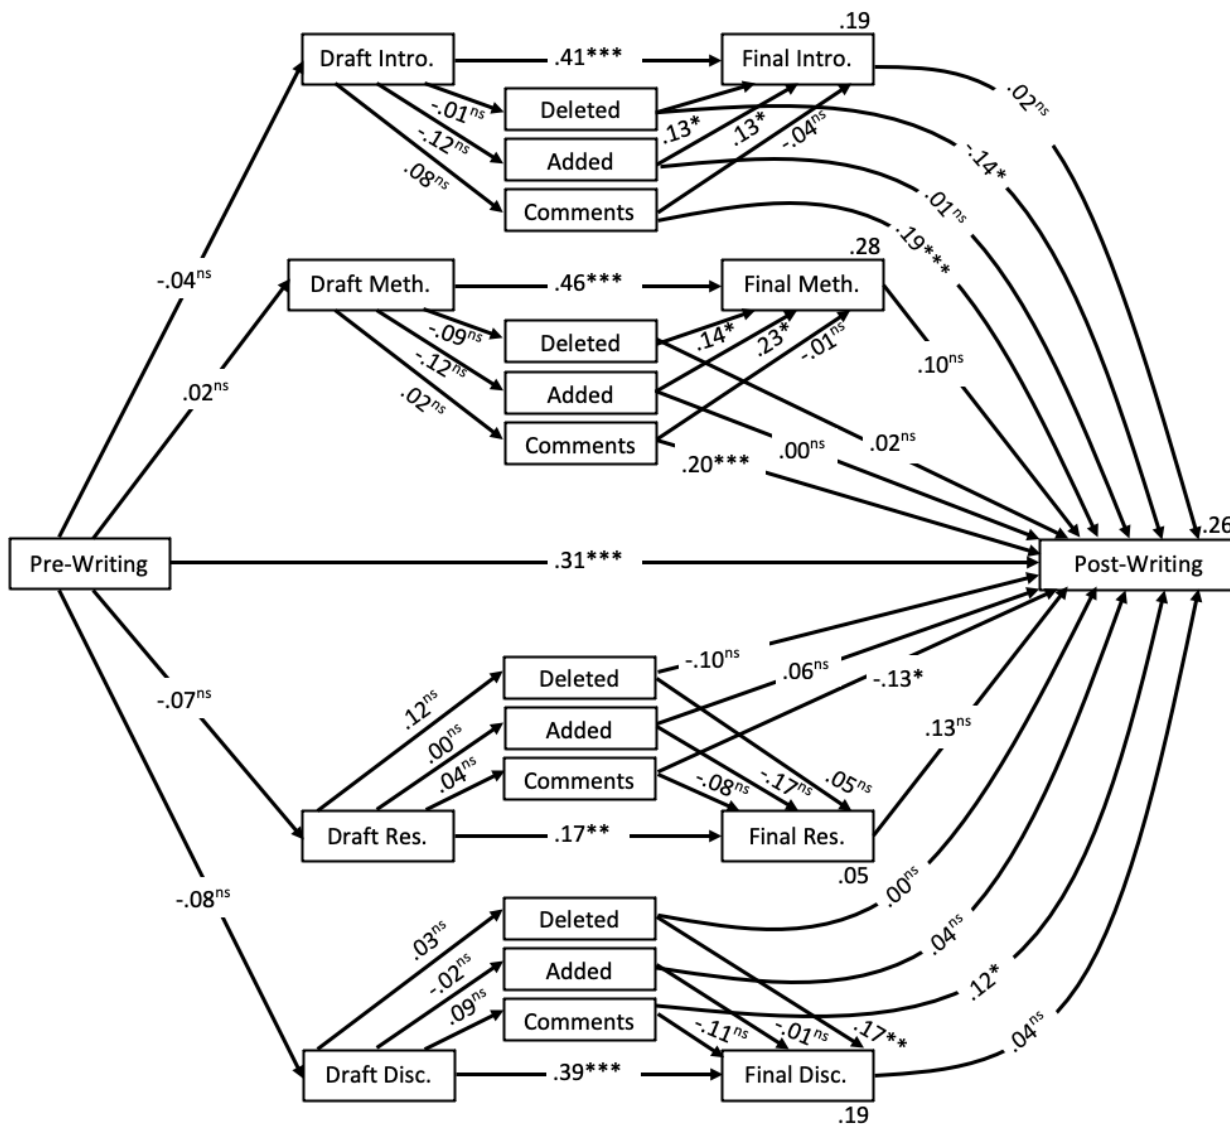 .19
Draft Intro. .41*** Final Intro.
-.01ns Deleted .02ns
-.12ns .13* .13* -.04ns
Added -.14*
.08ns
Comments .01ns
.19***
.28
-.04ns
Draft Meth. .46*** Final Meth.
-.09ns Deleted .14* .23* -.01ns
-.12ns .10ns
.02ns Added
Comments .20*** .00ns .02ns
.26
Pre-Writing .31*** Post-Writing
-.10ns .06ns -.13*
Deleted
-.07ns .12ns
.00ns Added .13ns
.04ns Comments -.08ns -.17ns .05ns
Draft Res. .17** Final Res.
.05
-.08ns
.00ns
Deleted
.03ns .04ns
-.02ns Added
.09ns .12*
Comments -.11ns -.01ns .17** .04ns
Draft Disc. .39*** Final Disc.
.19